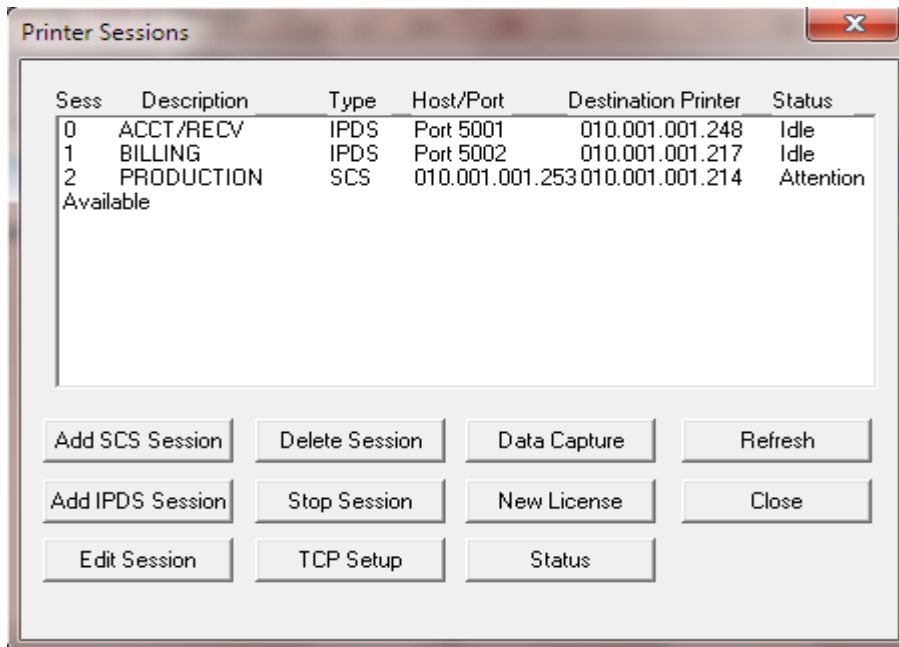 Printer Sessions
Sess Description Type Host/Port Destination Printer Status
0 ACCT/RECV IPDS Port 5001 010.001.001.248 Idle
1 BILLING IPDS Port 5002 010.001.001.217 Idle
2 PRODUCTION SCS 010.001.001.253 010.001.001.214 Attention
Available
Add SCS Session Delete Session Data Capture Refresh
Add IPDS Session Stop Session New License Close
Edit Session TCP Setup Status